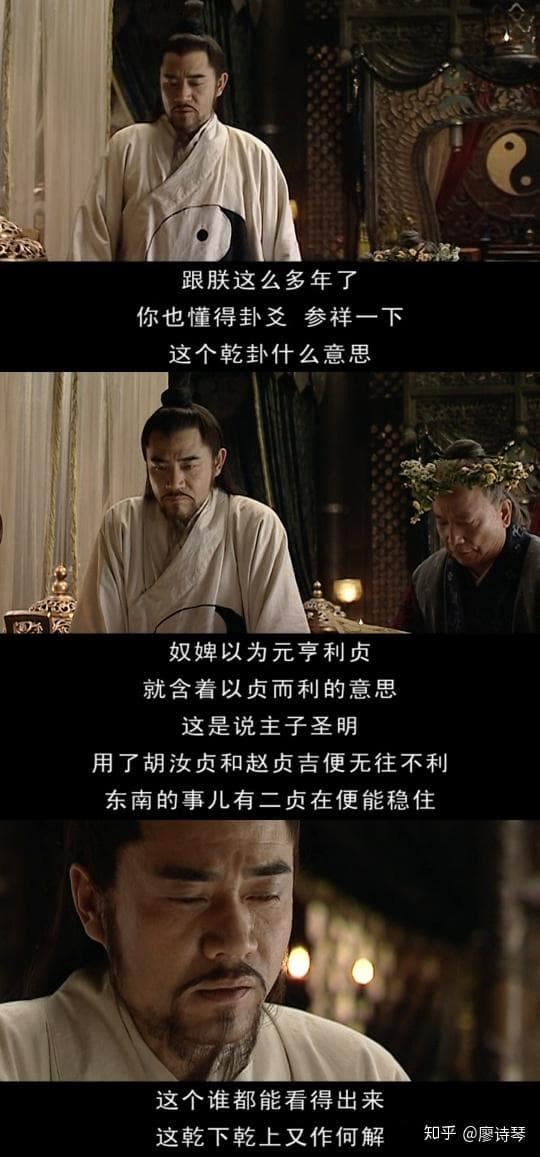 跟朕这么多年了
你也懂得卦爻 参祥一下
这个乾卦什么意思
奴婢以为元亨利贞
就含着以贞而利的意思
这是说主子圣明
用了胡汝贞和赵贞吉便无往不利
东南的事儿有二贞在便能稳住
这个谁都能看得出来
这乾下乾上又作何解
知乎 @廖诗琴